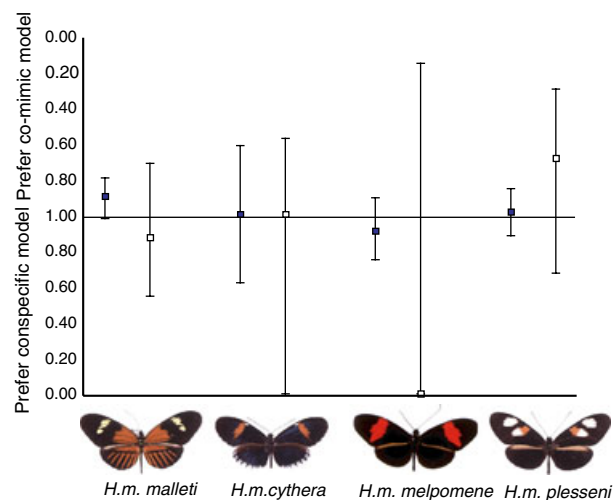 Prefer conspecific model Prefer co-mimic model
0.00
0.20
0.40
0.60
0.80
1.00
0.80
0.60
0.40
0.20
0.00
H.m. malleti
H.m.cythera
H.m. melpomene
H.m. plesseni